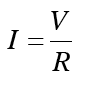 I = V/R